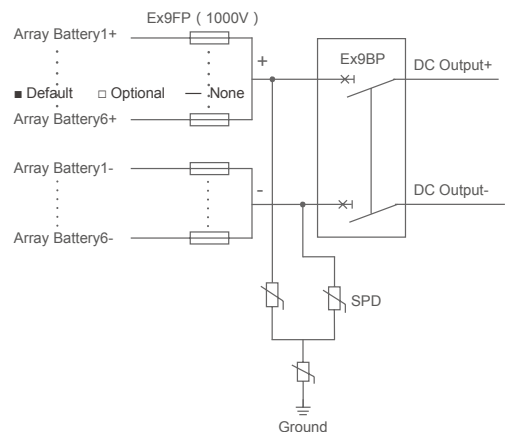 Ex9FP ( 1000V )
Array Battery1+
+
Ex9BP
DC Output+
■ Default □ Optional — None
Array Battery6+
Array Battery1-
-
DC Output-
Array Battery6-
SPD
Ground